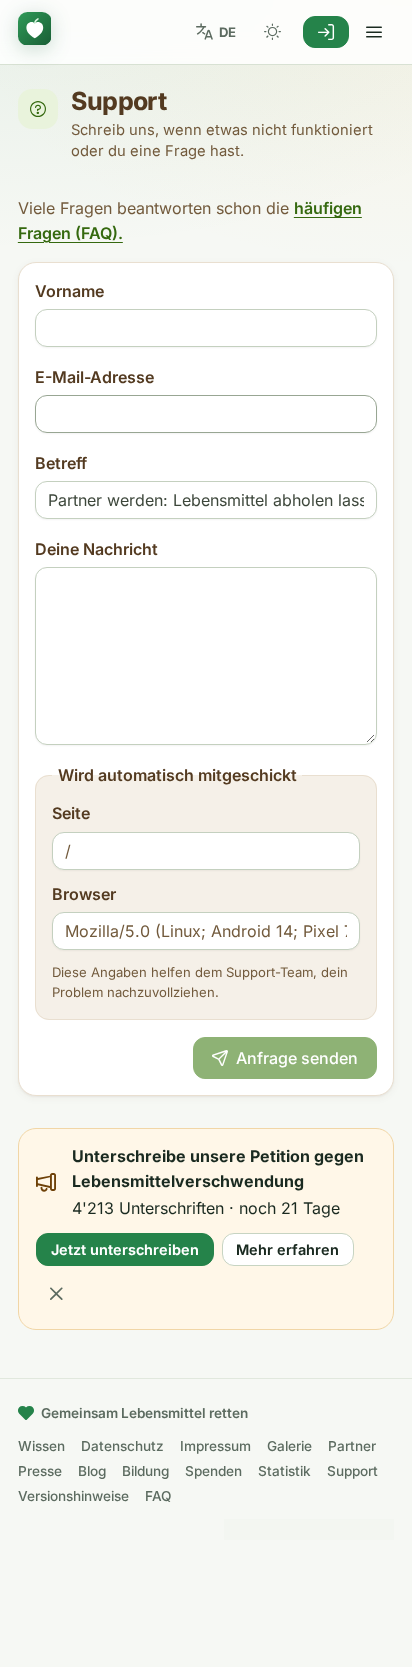 DE
Support
Schreib uns, wenn etwas nicht funktioniert
oder du eine Frage hast.
Viele Fragen beantworten schon die häufigen
Fragen (FAQ).
Vorname
E-Mail-Adresse
Betreff
Partner werden: Lebensmittel abholen lass
Deine Nachricht
Wird automatisch mitgeschickt
Seite
/
Browser
Mozilla/5.0 (Linux; Android 14; Pixel 7
Diese Angaben helfen dem Support-Team, dein
Problem nachzuvollziehen.
Anfrage senden
Unterschreibe unsere Petition gegen
Lebensmittelverschwendung
4'213 Unterschriften · noch 21 Tage
Jetzt unterschreiben Mehr erfahren
Gemeinsam Lebensmittel retten
Wissen Datenschutz Impressum Galerie Partner
Presse Blog Bildung Spenden Statistik Support
Versionshinweise FAQ